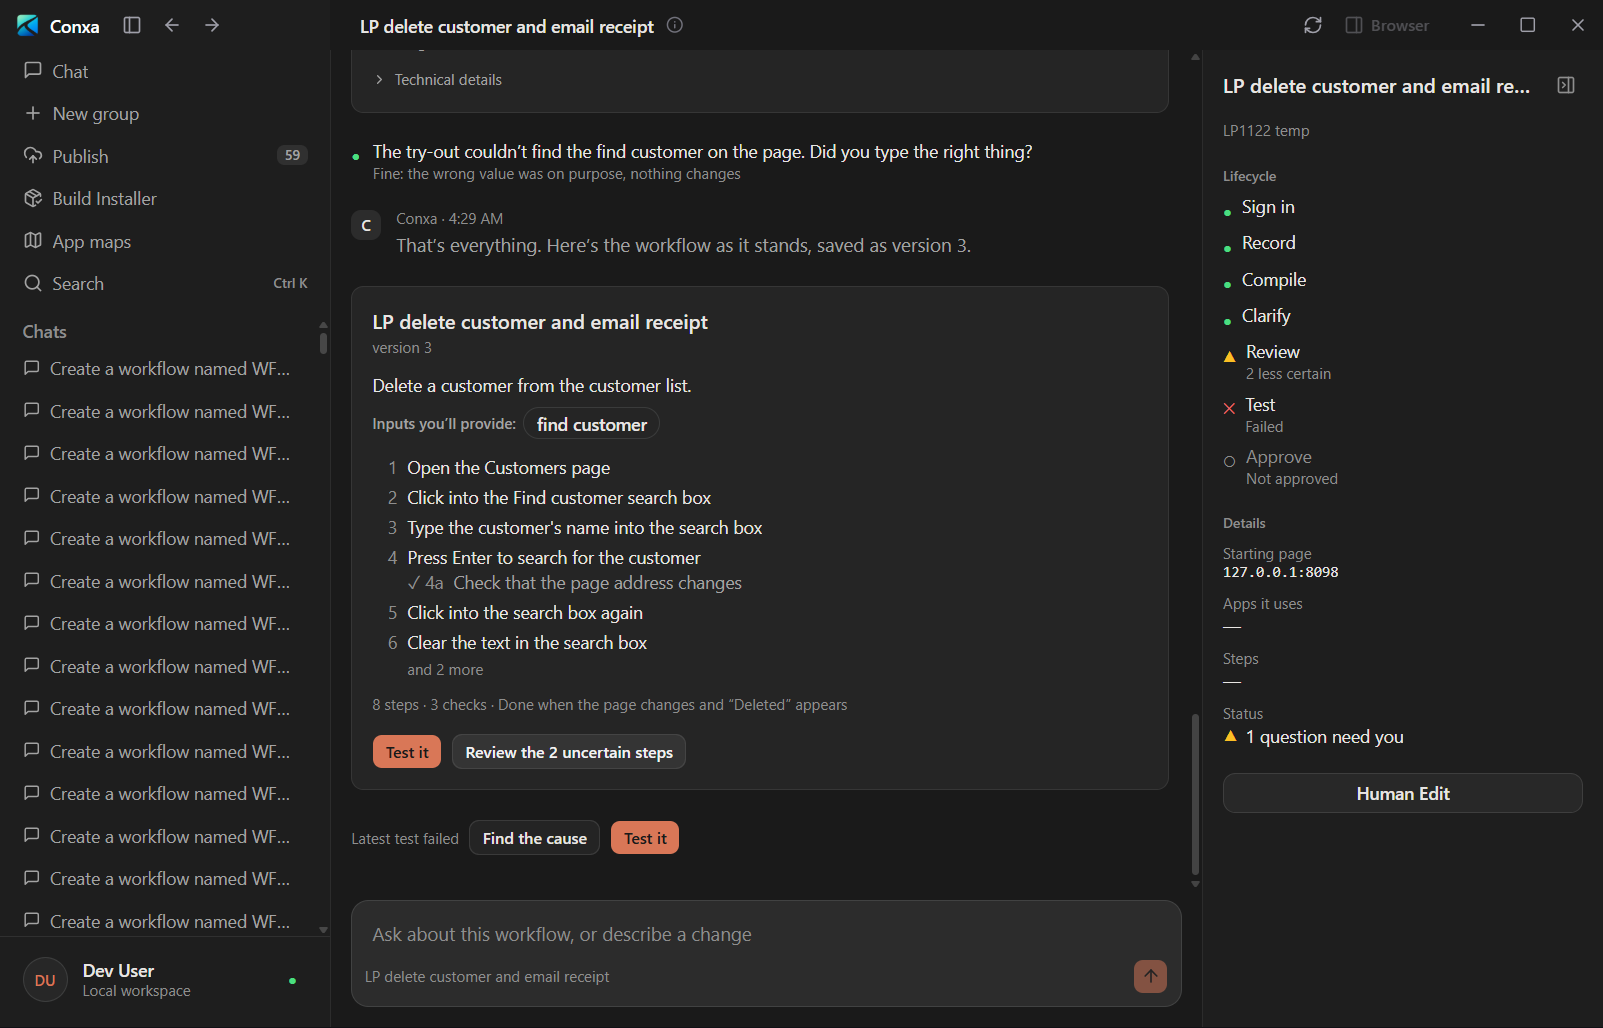 Conxa
LP delete customer and email receipt
Browser
Chat
New group
Publish
59
Build Installer
App maps
Search
Ctrl K
Chats
Create a workflow named WF...
Create a workflow named WF...
Create a workflow named WF...
Create a workflow named WF...
Create a workflow named WF...
Create a workflow named WF...
Create a workflow named WF...
Create a workflow named WF...
Create a workflow named WF...
Create a workflow named WF...
Create a workflow named WF...
Create a workflow named WF...
Create a workflow named WF...
Create a workflow named WF...
DU
Dev User
Local workspace
Technical details
The try-out couldn’t find the find customer on the page. Did you type the right thing?
Fine: the wrong value was on purpose, nothing changes
C
Conxa · 4:29 AM
That’s everything. Here’s the workflow as it stands, saved as version 3.
LP delete customer and email receipt
version 3
Delete a customer from the customer list.
Inputs you’ll provide: find customer
1 Open the Customers page
2 Click into the Find customer search box
3 Type the customer's name into the search box
4 Press Enter to search for the customer
✓ 4a Check that the page address changes
5 Click into the search box again
6 Clear the text in the search box
and 2 more
8 steps · 3 checks · Done when the page changes and “Deleted” appears
Test it
Review the 2 uncertain steps
Latest test failed
Find the cause
Test it
Ask about this workflow, or describe a change
LP delete customer and email receipt
LP delete customer and email re...
LP1122 temp
Lifecycle
Sign in
Record
Compile
Clarify
Review
2 less certain
Test
Failed
Approve
Not approved
Details
Starting page
127.0.0.1:8098
Apps it uses
—
Steps
—
Status
1 question need you
Human Edit